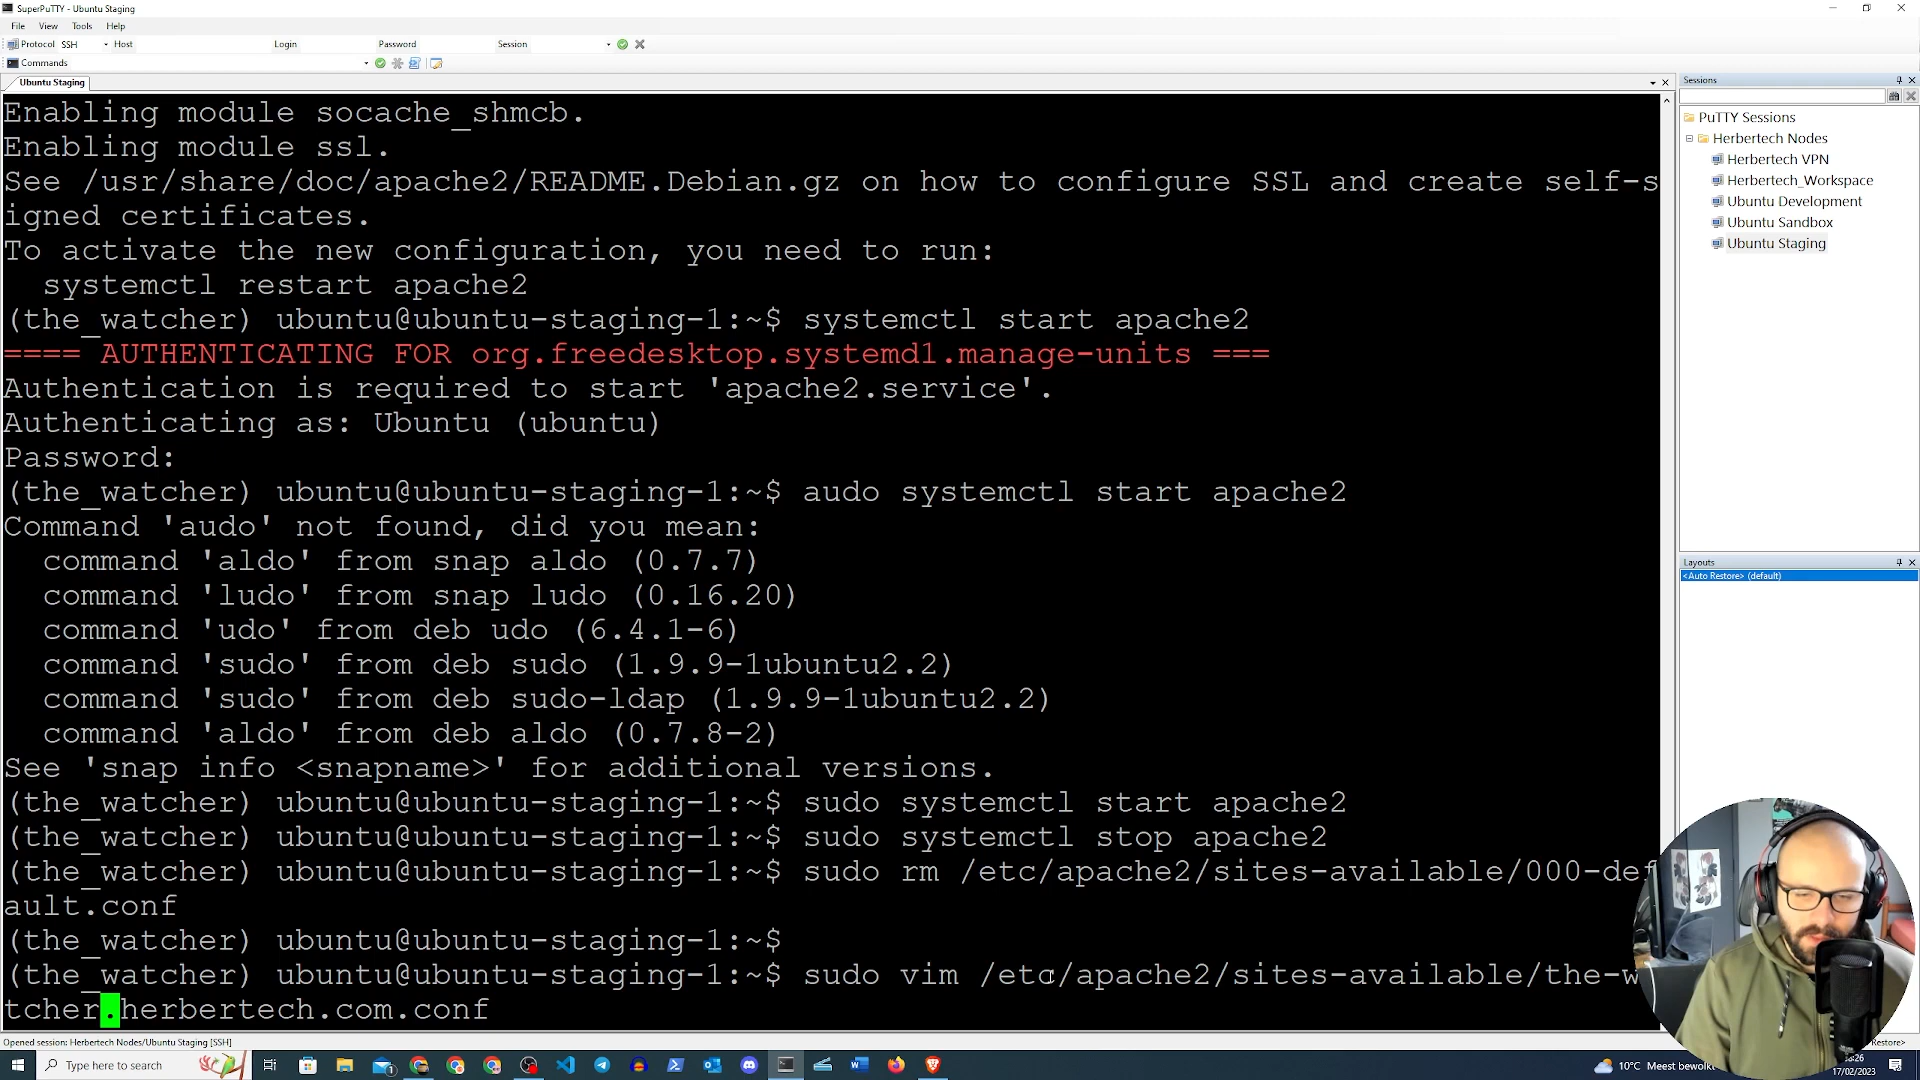 SuperPuTTY - Ubuntu Staging
File View Tools Help
Protocol SSH Host Login Password Session
Commands
Ubuntu Staging
Enabling module socache_shmcb.
Enabling module ssl.
See /usr/share/doc/apache2/README.Debian.gz on how to configure SSL and create self-s
igned certificates.
To activate the new configuration, you need to run:
systemctl restart apache2
(the_watcher) ubuntu@ubuntu-staging-1:~$ systemctl start apache2
==== AUTHENTICATING FOR org.freedesktop.systemd1.manage-units ===
Authentication is required to start 'apache2.service'.
Authenticating as: Ubuntu (ubuntu)
Password:
(the_watcher) ubuntu@ubuntu-staging-1:~$ audo systemctl start apache2
Command 'audo' not found, did you mean:
command 'aldo' from snap aldo (0.7.7)
command 'ludo' from snap ludo (0.16.20)
command 'udo' from deb udo (6.4.1-6)
command 'sudo' from deb sudo (1.9.9-1ubuntu2.2)
command 'sudo' from deb sudo-ldap (1.9.9-1ubuntu2.2)
command 'aldo' from deb aldo (0.7.8-2)
See 'snap info <snapname>' for additional versions.
(the_watcher) ubuntu@ubuntu-staging-1:~$ sudo systemctl start apache2
(the_watcher) ubuntu@ubuntu-staging-1:~$ sudo systemctl stop apache2
(the_watcher) ubuntu@ubuntu-staging-1:~$ sudo rm /etc/apache2/sites-available/000-def
ault.conf
(the_watcher) ubuntu@ubuntu-staging-1:~$
(the_watcher) ubuntu@ubuntu-staging-1:~$ sudo vim /etc/apache2/sites-available/the-w
tcher.herbertech.com.conf
Sessions
PuTTY Sessions
Herbertech Nodes
Herbertech VPN
Herbertech_Workspace
Ubuntu Development
Ubuntu Sandbox
Ubuntu Staging
Layouts
<Auto Restore> (default)
Opened session: Herbertech Nodes/Ubuntu Staging [SSH]
Restore>
Type here to search
10°C Meest bewolkt
17/02/2023